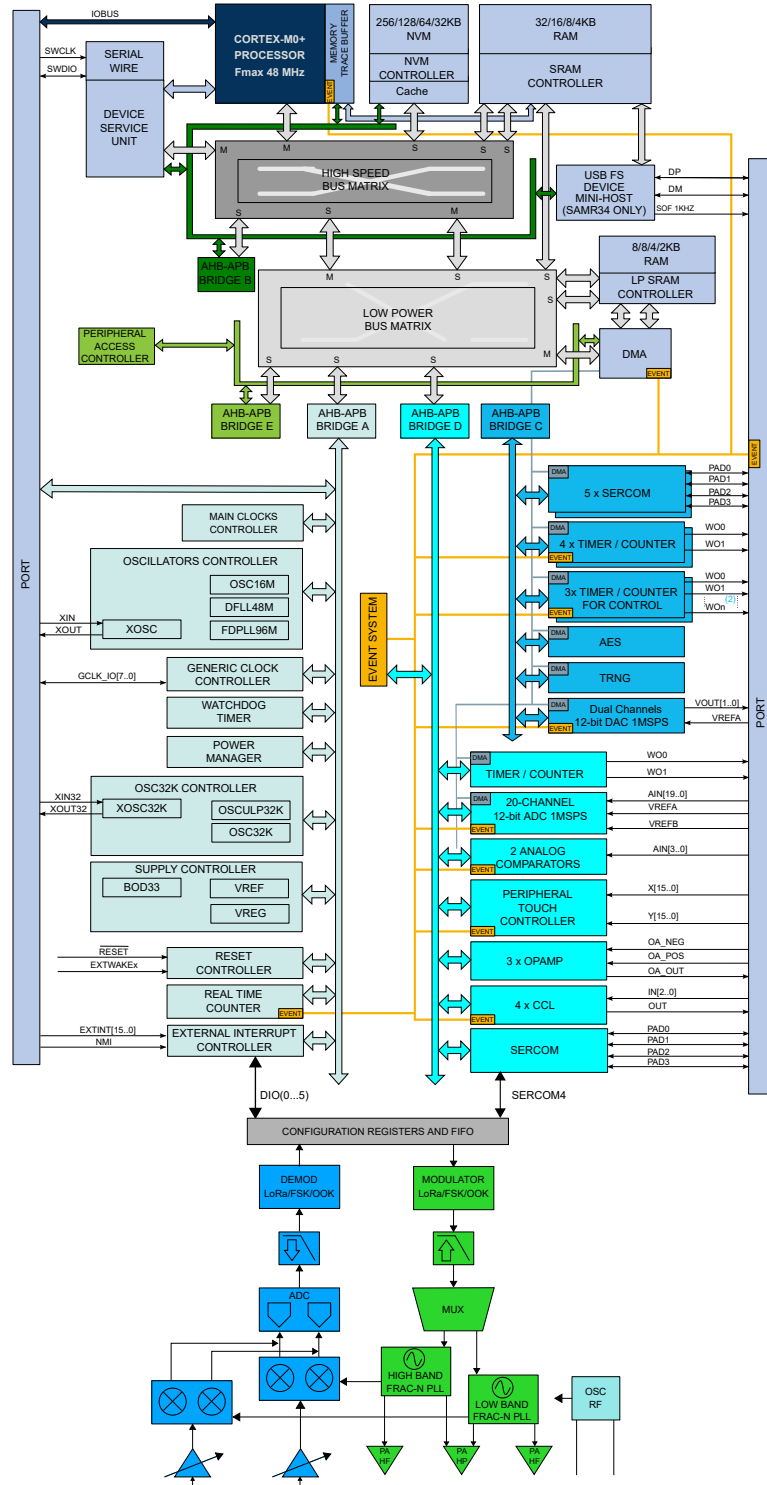 IOBUS
CORTEX-M0+
PROCESSOR
Fmax 48 MHz
MEMORY
TRACE BUFFER
EVENT
256/128/64/32KB
NVM
NVM
CONTROLLER
Cache
32/16/8/4KB
RAM
SRAM
CONTROLLER
SWCLK
SWDIO
SERIAL
WIRE
DEVICE
SERVICE
UNIT
M
M
S
S
S
HIGH SPEED
BUS MATRIX
S
S
M
USB FS
DEVICE
MINI-HOST
(SAMR34 ONLY)
DP
DM
SOF 1KHZ
AHB-APB
BRIDGE B
8/8/4/2KB
RAM
LP SRAM
CONTROLLER
M
S
S
S
LOW POWER
BUS MATRIX
S
S
S
M
PERIPHERAL
ACCESS
CONTROLLER
DMA
EVENT
AHB-APB
BRIDGE E
AHB-APB
BRIDGE A
AHB-APB
BRIDGE D
AHB-APB
BRIDGE C
EVENT
PORT
PORT
DMA
5 x SERCOM
PAD0
PAD1
PAD2
PAD3
MAIN CLOCKS
CONTROLLER
DMA
4 x TIMER / COUNTER
EVENT
WO0
WO1
OSCILLATORS CONTROLLER
OSC16M
DFLL48M
XOSC
FDPLL96M
XIN
XOUT
DMA
3x TIMER / COUNTER
FOR CONTROL
EVENT
WO0
WO1
(2)
WOn
EVENT SYSTEM
DMA
AES
DMA
TRNG
GCLK_IO[7..0]
GENERIC CLOCK
CONTROLLER
WATCHDOG
TIMER
DMA
Dual Channels
12-bit DAC 1MSPS
EVENT
VOUT[1..0]
VREFA
POWER
MANAGER
DMA
TIMER / COUNTER
WO0
WO1
OSC32K CONTROLLER
XOSC32K
OSCULP32K
OSC32K
XIN32
XOUT32
DMA
20-CHANNEL
12-bit ADC 1MSPS
EVENT
AIN[19..0]
VREFA
VREFB
2 ANALOG
COMPARATORS
EVENT
AIN[3..0]
SUPPLY CONTROLLER
BOD33
VREF
VREG
PERIPHERAL
TOUCH
CONTROLLER
EVENT
X[15..0]
Y[15..0]
RESET
EXTWAKEx
RESET
CONTROLLER
3 x OPAMP
OA_NEG
OA_POS
OA_OUT
REAL TIME
COUNTER
EVENT
4 x CCL
EVENT
IN[2..0]
OUT
EXTINT[15..0]
NMI
EXTERNAL INTERRUPT
CONTROLLER
SERCOM
PAD0
PAD1
PAD2
PAD3
DIO(0...5)
SERCOM4
CONFIGURATION REGISTERS AND FIFO
DEMOD
LoRa/FSK/OOK
MODULATOR
LoRa/FSK/OOK
ADC
MUX
HIGH BAND
FRAC-N PLL
LOW BAND
FRAC-N PLL
OSC
RF
PA
HF
PA
HP
PA
HF